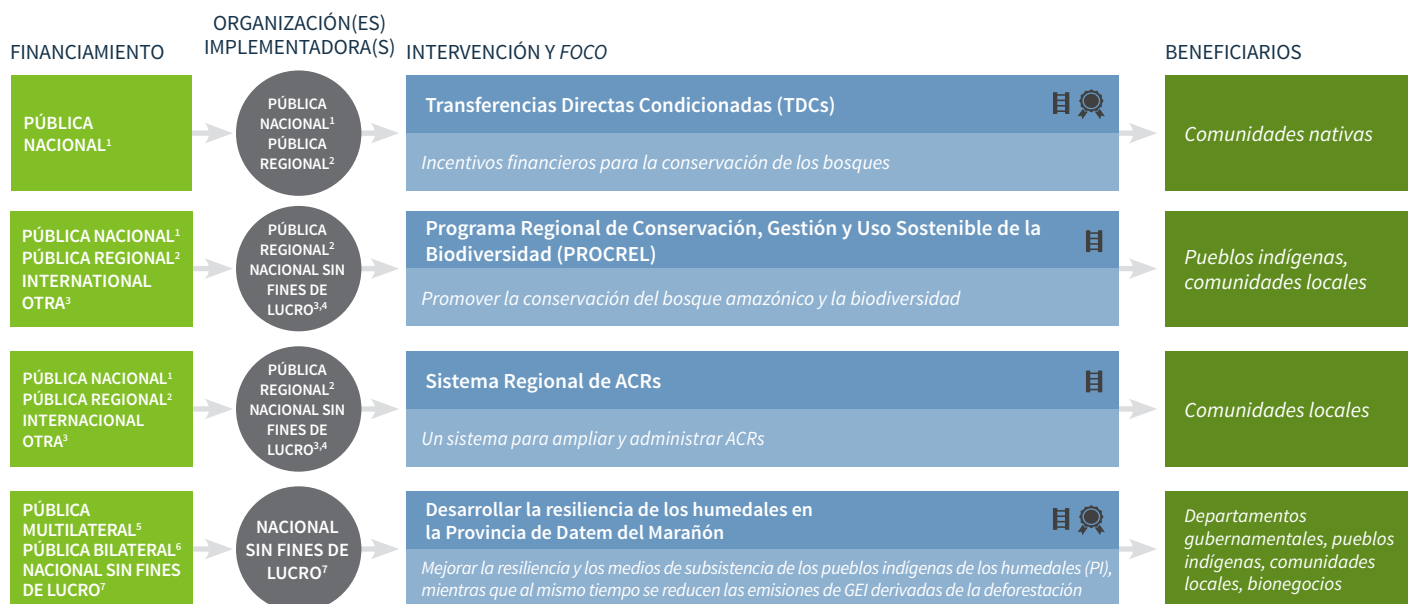 FINANCIAMIENTO
ORGANIZACIÓN(ES)
IMPLEMENTADORA(S)
INTERVENCIÓN Y FOCO
BENEFICIARIOS
PÚBLICA
NACIONAL¹
PÚBLICA
NACIONAL¹
PÚBLICA
REGIONAL²
Transferencias Directas Condicionadas (TDCs)
Incentivos financieros para la conservación de los bosques
Comunidades nativas
PÚBLICA NACIONAL¹
PÚBLICA REGIONAL²
INTERNATIONAL
OTRA³
PÚBLICA
REGIONAL²
NACIONAL SIN
FINES DE
LUCRO³,⁴
Programa Regional de Conservación, Gestión y Uso Sostenible de la
Biodiversidad (PROCREL)
Promover la conservación del bosque amazónico y la biodiversidad
Pueblos indígenas,
comunidades locales
PÚBLICA NACIONAL¹
PÚBLICA REGIONAL²
INTERNACIONAL
OTRA³
PÚBLICA
REGIONAL²
NACIONAL SIN
FINES DE
LUCRO³,⁴
Sistema Regional de ACRs
Un sistema para ampliar y administrar ACRs
Comunidades locales
PÚBLICA
MULTILATERAL⁵
PÚBLICA BILATERAL⁶
NACIONAL SIN FINES
DE LUCRO⁷
NACIONAL
SIN FINES DE
LUCRO⁷
Desarrollar la resiliencia de los humedales en
la Provincia de Datem del Marañón
Mejorar la resiliencia y los medios de subsistencia de los pueblos indígenas de los humedales (PI),
mientras que al mismo tiempo se reducen las emisiones de GEI derivadas de la deforestación
Departamentos
gubernamentales, pueblos
indígenas, comunidades
locales, bionegocios